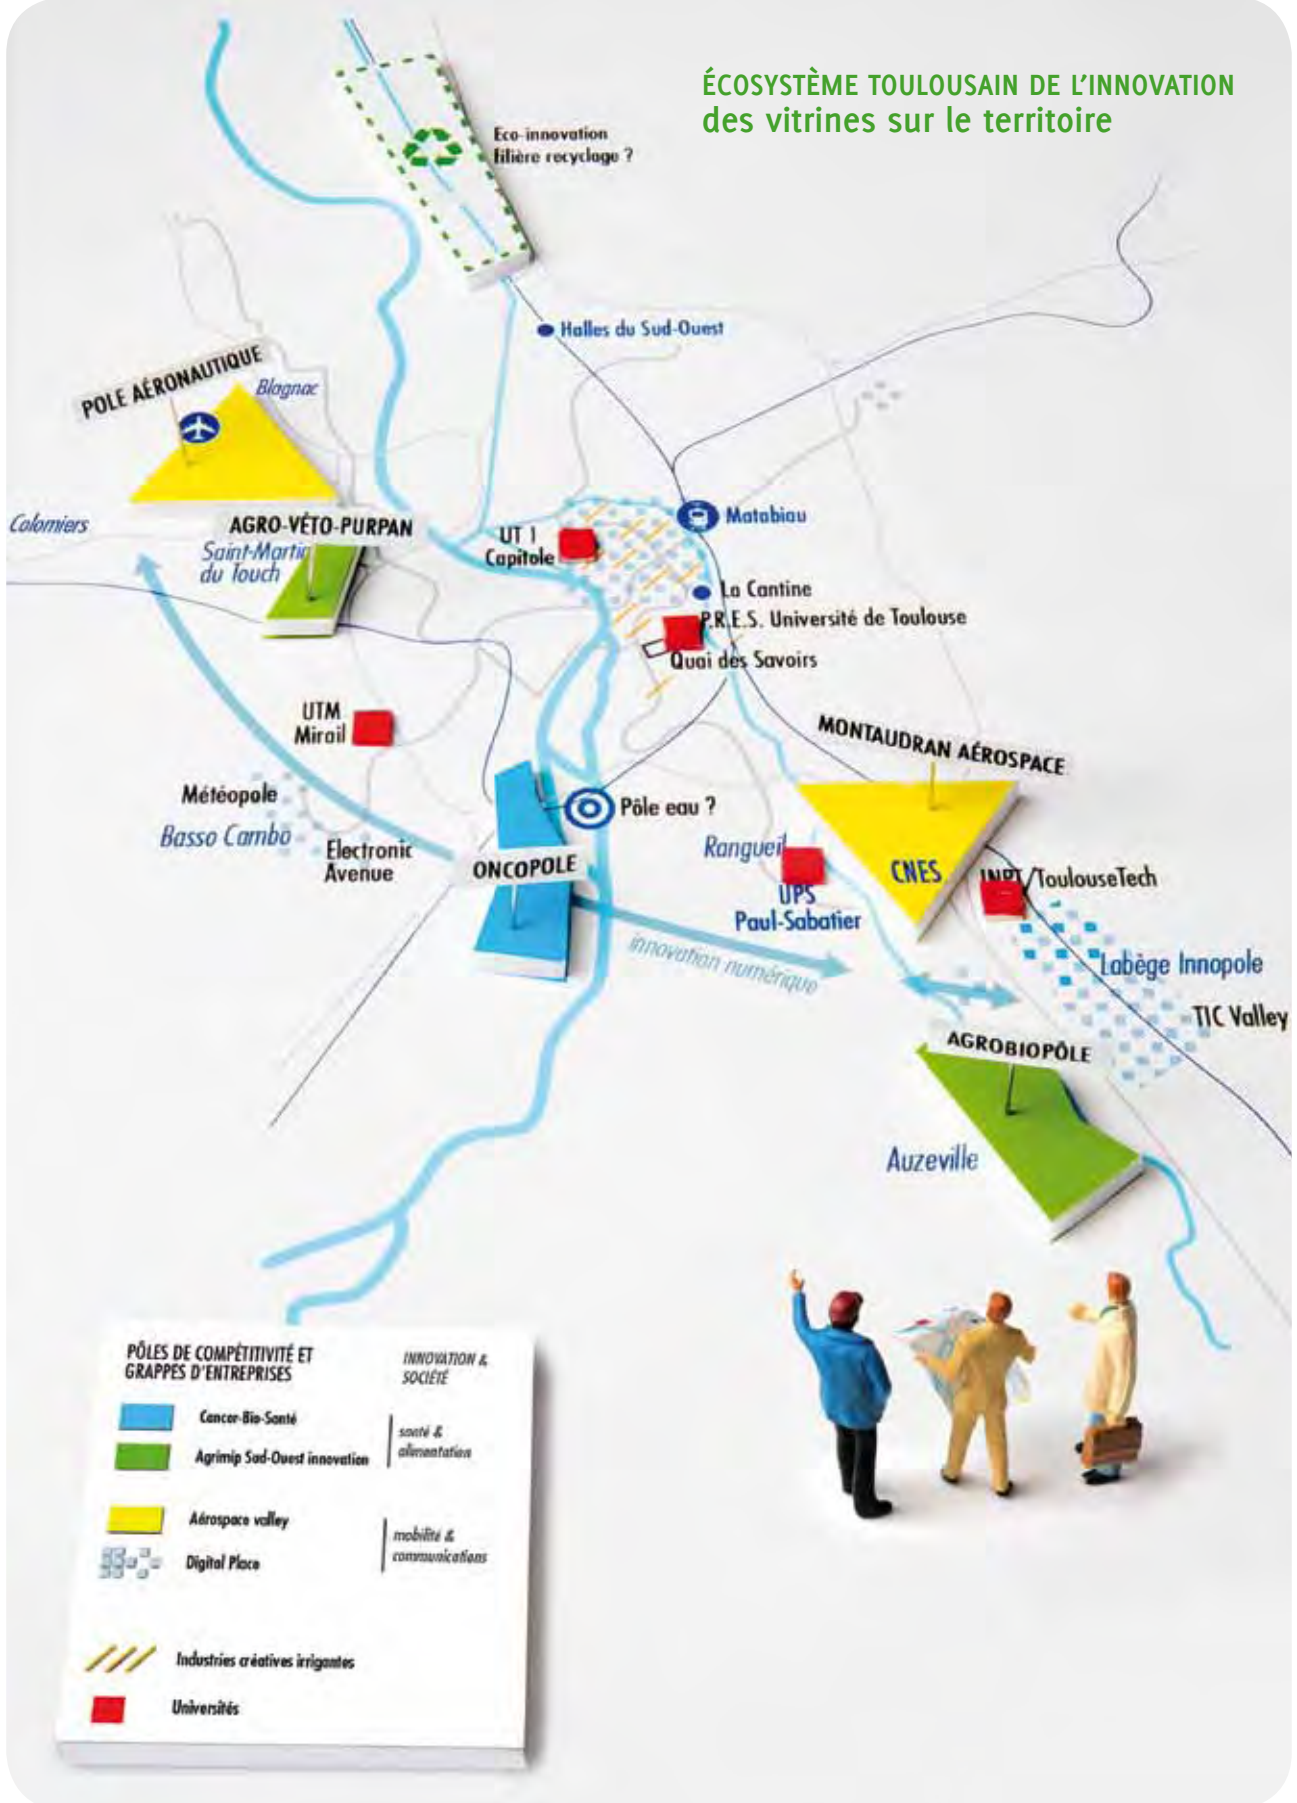 ÉCOSYSTÈME TOULOUSAIN DE L'INNOVATION
des vitrines sur le territoire
Eco-innovation
filière recyclage ?
Halles du Sud-Ouest
POLE AÉRONAUTIQUE
Blagnac
Colomiers
AGRO-VÉTO-PURPAN
Saint-Martin
du Touch
UT 1
Capitole
Matabiau
La Cantine
P.R.E.S. Université de Toulouse
Quai des Savoirs
UTM
Mirail
MONTAUDRAN AÉROSPACE
Météopole
Basso Cambo
Electronic
Avenue
Pôle eau ?
ONCOPOLE
Rangueil
UPS
Paul-Sabatier
CNES
INPT/ToulouseTech
innovation numérique
Labège Innopole
TIC Valley
AGROBIOPÔLE
Auzeville
PÔLES DE COMPÉTITIVITÉ ET
GRAPPES D'ENTREPRISES
INNOVATION &
SOCIÉTÉ
Cancer-Bio-Santé
Agrimip Sud-Ouest innovation
santé &
alimentation
Aérospace valley
Digital Place
mobilité &
communications
Industries créatives irrigantes
Universités